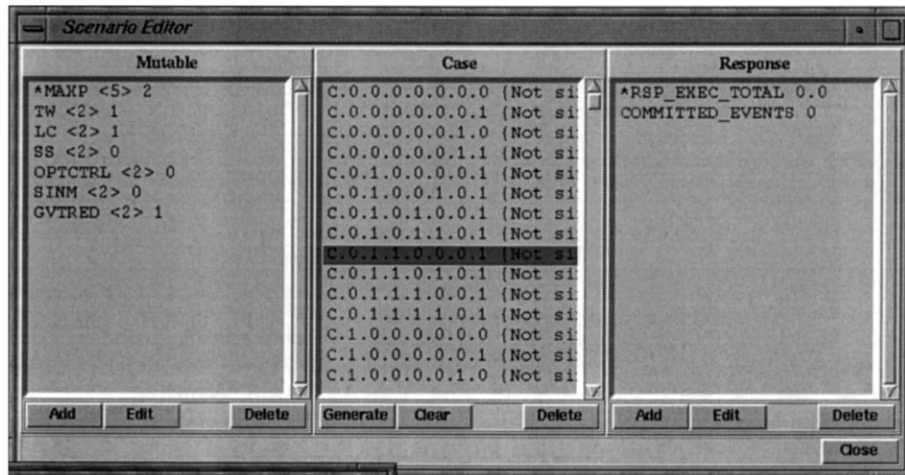 Scenario Editor
Mutable
*MAXP <5> 2
TW <2> 1
LC <2> 1
SS <2> 0
OPTCTRL <2> 0
SINM <2> 0
GVTRED <2> 1
Add Edit Delete
Case
C.0.0.0.0.0.0.0 {Not si
C.0.0.0.0.0.0.1 {Not si
C.0.0.0.0.0.1.0 {Not si
C.0.0.0.0.0.1.1 {Not si
C.0.1.0.0.0.0.1 {Not si
C.0.1.0.0.1.0.1 {Not si
C.0.1.0.1.0.0.1 {Not si
C.0.1.0.1.1.0.1 {Not si
C.0.1.1.0.0.0.1 {Not si
C.0.1.1.0.1.0.1 {Not si
C.0.1.1.1.0.0.1 {Not si
C.0.1.1.1.1.0.1 {Not si
C.1.0.0.0.0.0.0 {Not si
C.1.0.0.0.0.0.1 {Not si
C.1.0.0.0.0.1.0 {Not si
Generate Clear Delete
Response
*RSP_EXEC_TOTAL 0.0
COMMITTED_EVENTS 0
Add Edit Delete
Close